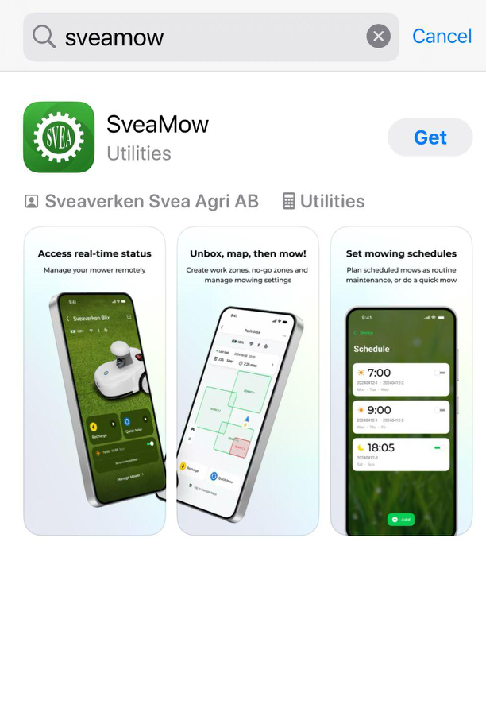 sveamow
Cancel
SVEA
SveaMow
Utilities
Get
Sveaverken Svea Agri AB
Utilities
Access real-time status
Manage your mower remotely
Unbox, map, then mow!
Create work zones, no-go zones and
manage mowing settings
Set mowing schedules
Plan scheduled mows as routine
maintenance, or do a quick mow
Schedule
7:00
9:00
18:05